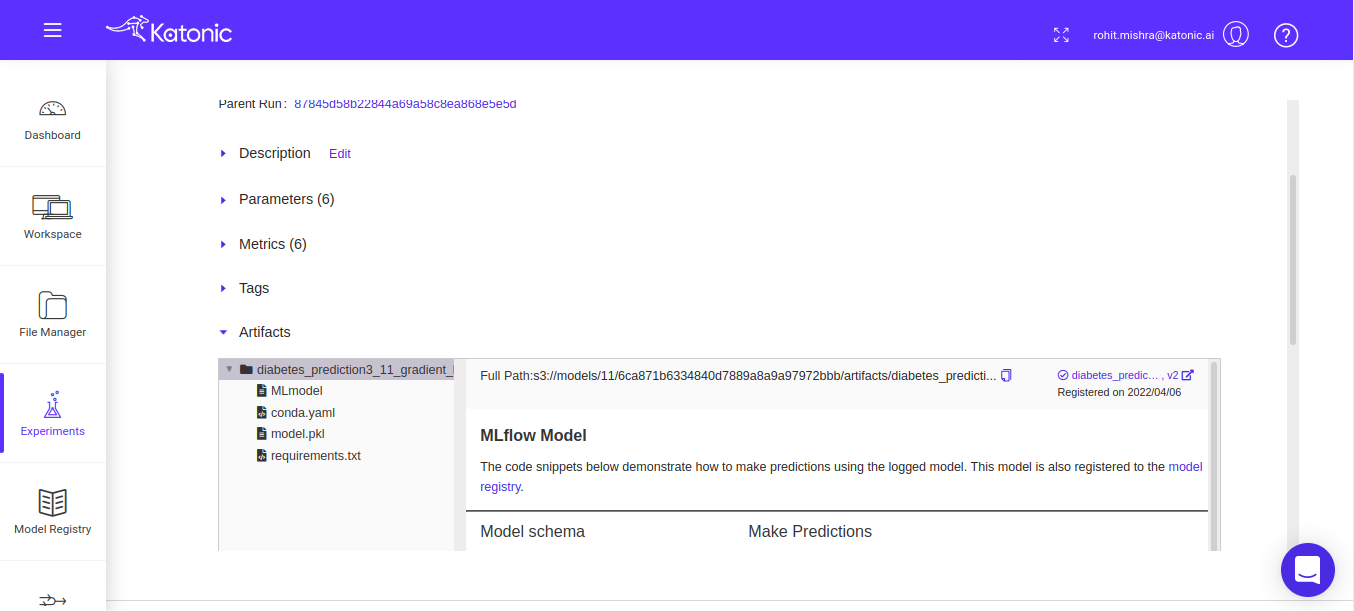 Katonic
rohit.mishra@katonic.ai
?
Dashboard
Workspace
File Manager
Experiments
Model Registry
Parent Run: 87845d58b22844a69a58c8ea868e5e5d
Description Edit
Parameters (6)
Metrics (6)
Tags
Artifacts
diabetes_prediction3_11_gradient_
MLmodel
conda.yaml
model.pkl
requirements.txt
Full Path:s3://models/11/6ca871b6334840d7889a8a9a97972bbb/artifacts/diabetes_predicti...
diabetes_predic... , v2
Registered on 2022/04/06
MLflow Model
The code snippets below demonstrate how to make predictions using the logged model. This model is also registered to the model
registry.
Model schema
Make Predictions